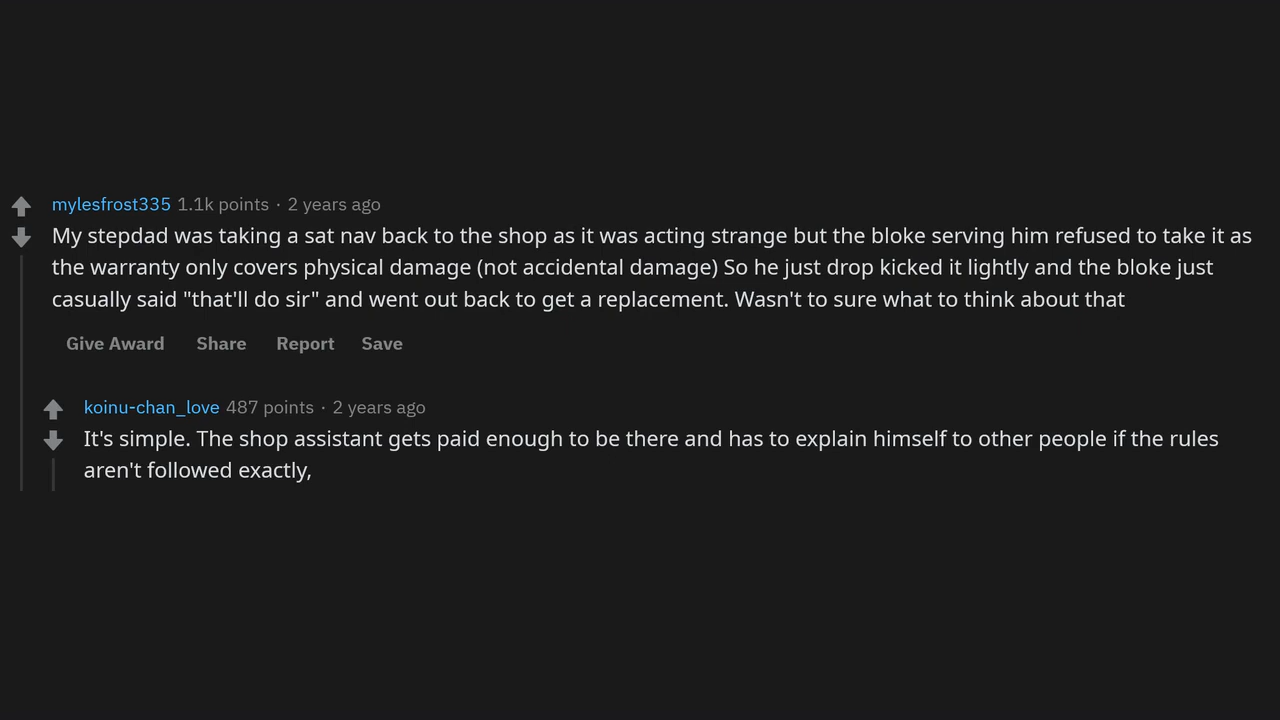 mylesfrost335 1.1k points · 2 years ago
My stepdad was taking a sat nav back to the shop as it was acting strange but the bloke serving him refused to take it as
the warranty only covers physical damage (not accidental damage) So he just drop kicked it lightly and the bloke just
casually said "that'll do sir" and went out back to get a replacement. Wasn't to sure what to think about that
Give Award Share Report Save
koinu-chan_love 487 points · 2 years ago
It's simple. The shop assistant gets paid enough to be there and has to explain himself to other people if the rules
aren't followed exactly,